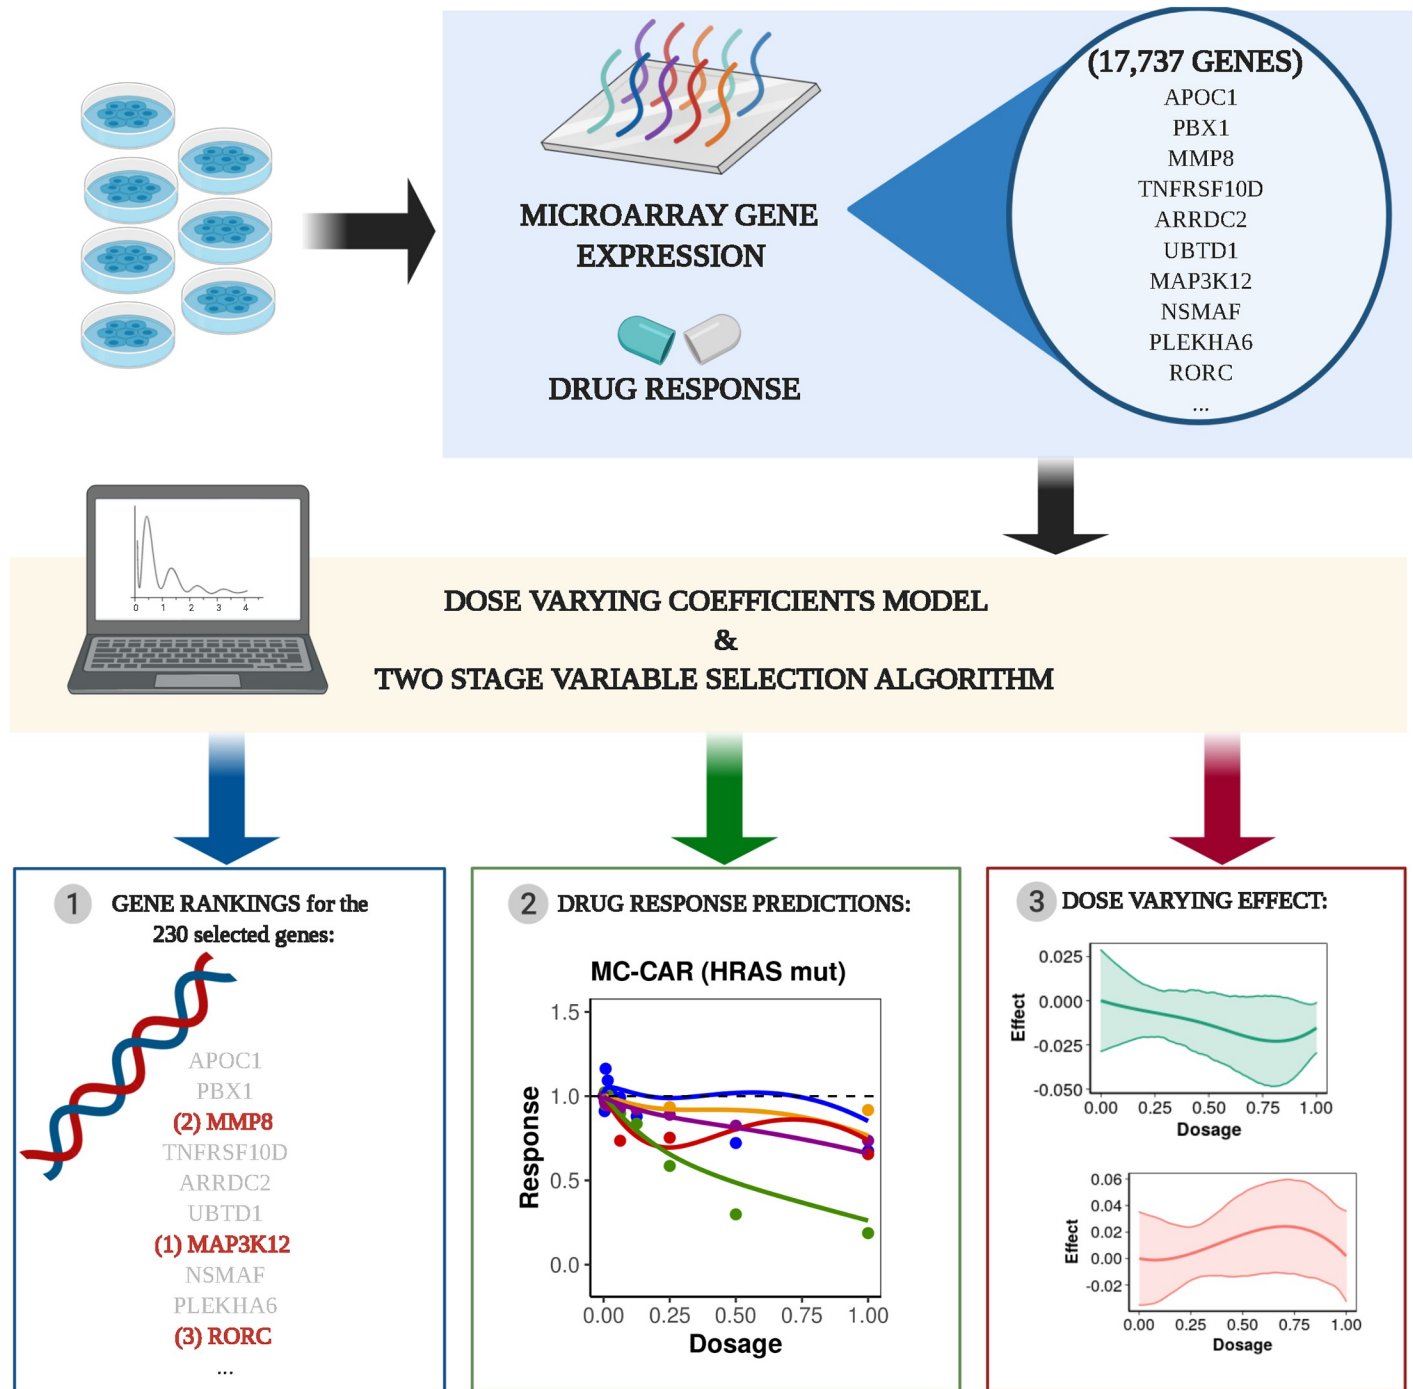 (17,737 GENES)
APOC1
PBX1
MMP8
TNFRSF10D
ARRDC2
UBTD1
MAP3K12
NSMAF
PLEKHA6
RORC
...
MICROARRAY GENE
EXPRESSION
DRUG RESPONSE
0 1 2 3 4
DOSE VARYING COEFFICIENTS MODEL
&
TWO STAGE VARIABLE SELECTION ALGORITHM
1 GENE RANKINGS for the
230 selected genes:
APOC1
PBX1
(2) MMP8
TNFRSF10D
ARRDC2
UBTD1
(1) MAP3K12
NSMAF
PLEKHA6
(3) RORC
...
2 DRUG RESPONSE PREDICTIONS:
MC-CAR (HRAS mut)
1.5
1.0
0.5
0.0
Response
0.00 0.25 0.50 0.75 1.00
Dosage
3 DOSE VARYING EFFECT:
0.025
0.000
-0.025
-0.050
Effect
0.00 0.25 0.50 0.75 1.00
Dosage
0.06
0.04
0.02
0.00
-0.02
Effect
0.00 0.25 0.50 0.75 1.00
Dosage